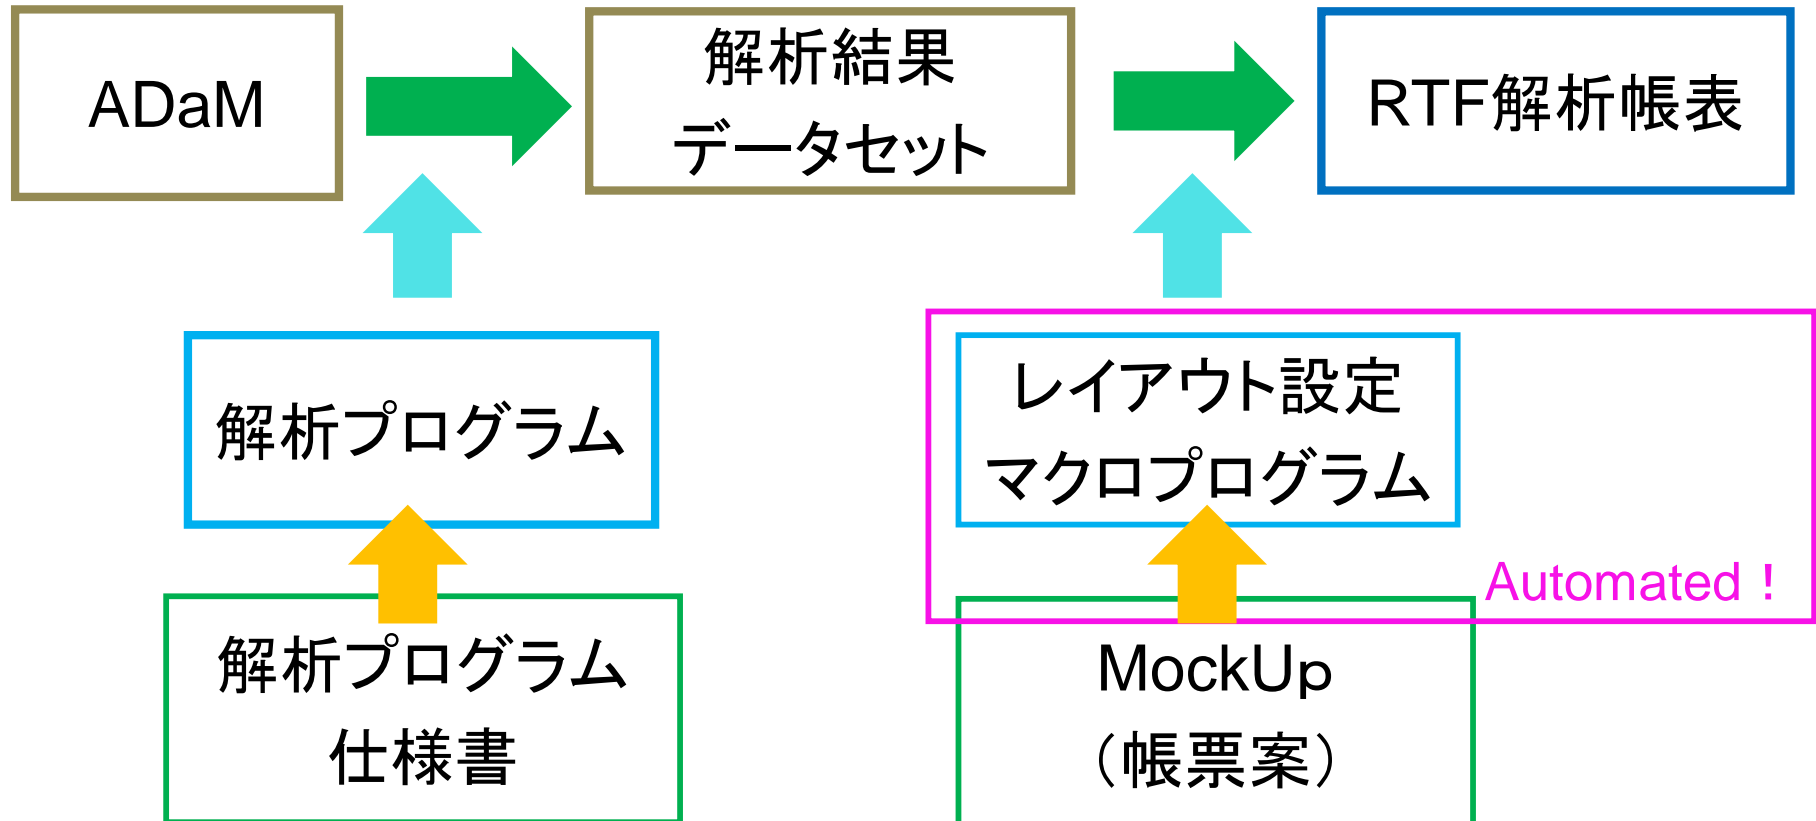 ADaM
解析結果
データセット
RTF解析帳表
解析プログラム
レイアウト設定
マクロプログラム
Automated！
解析プログラム
仕様書
MockUp
（帳票案）